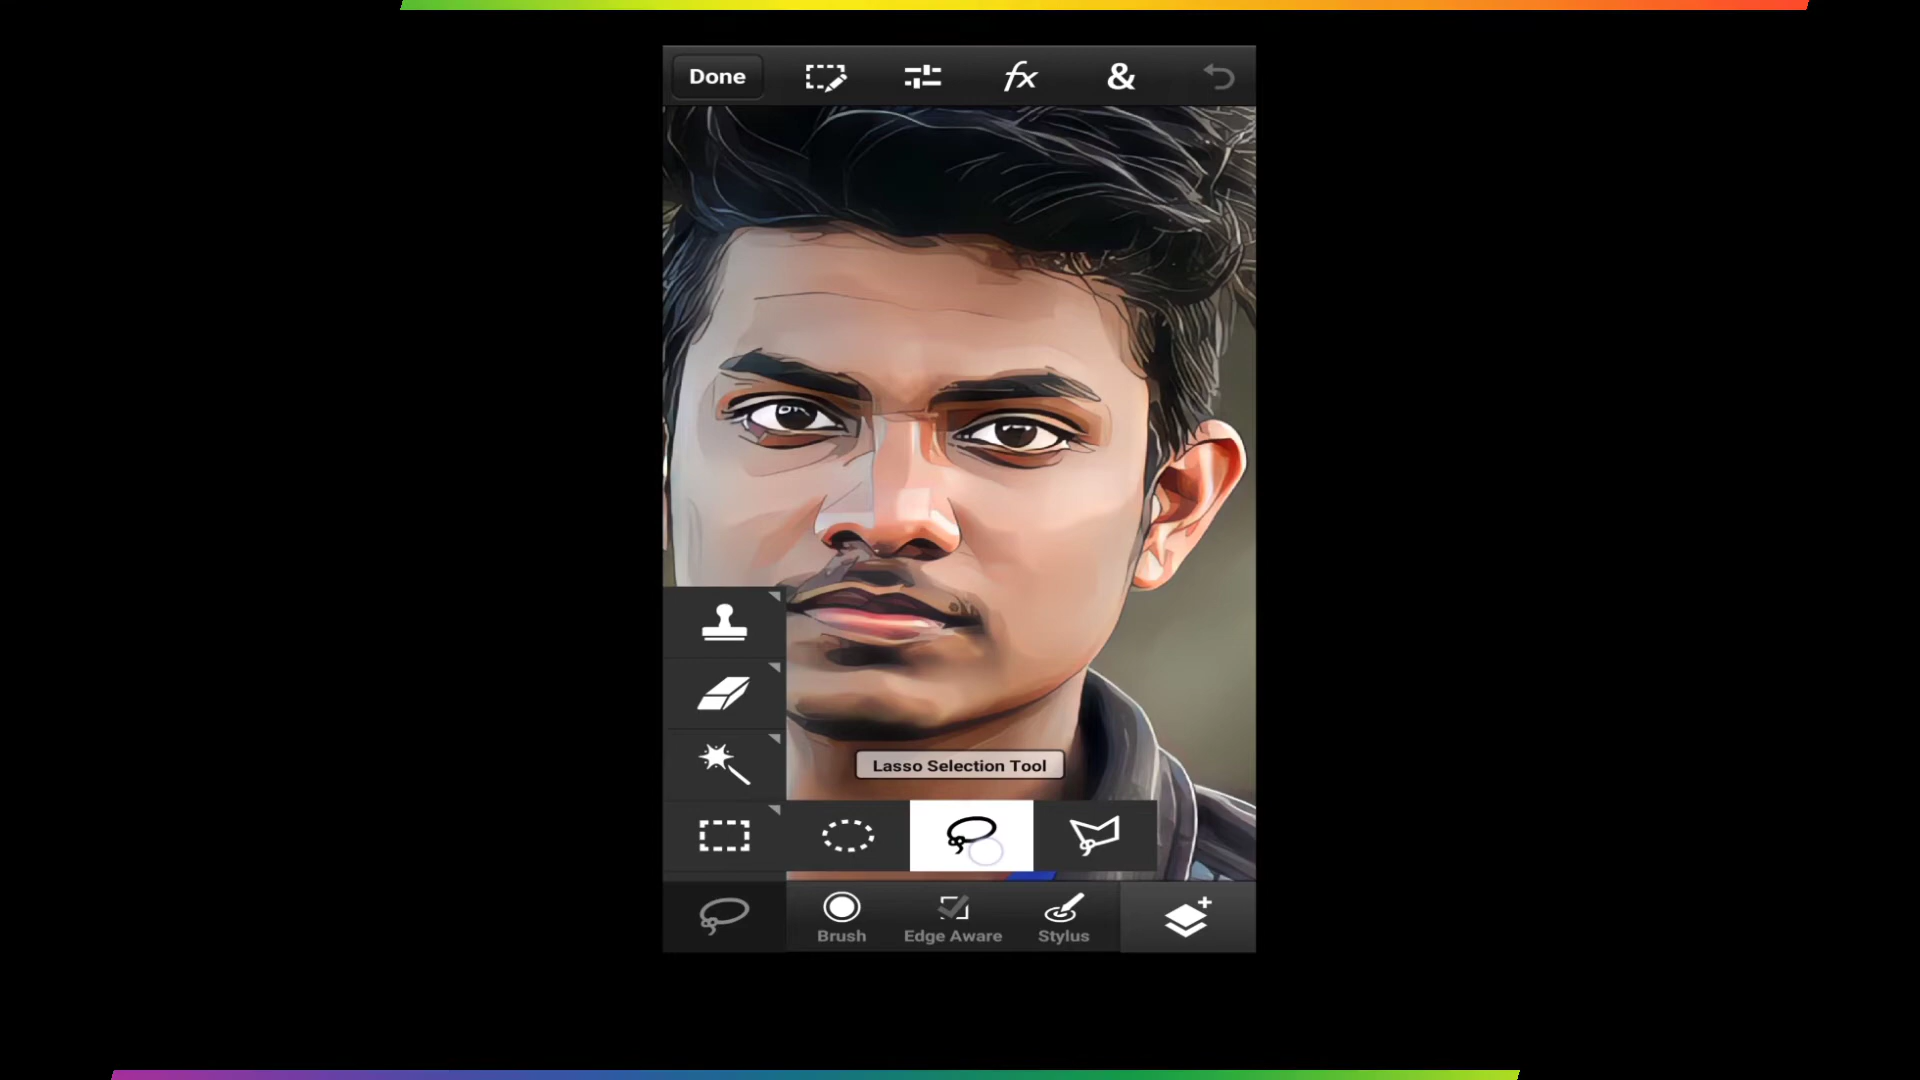 Done
fx
&
Lasso Selection Tool
Brush
Edge Aware
Stylus